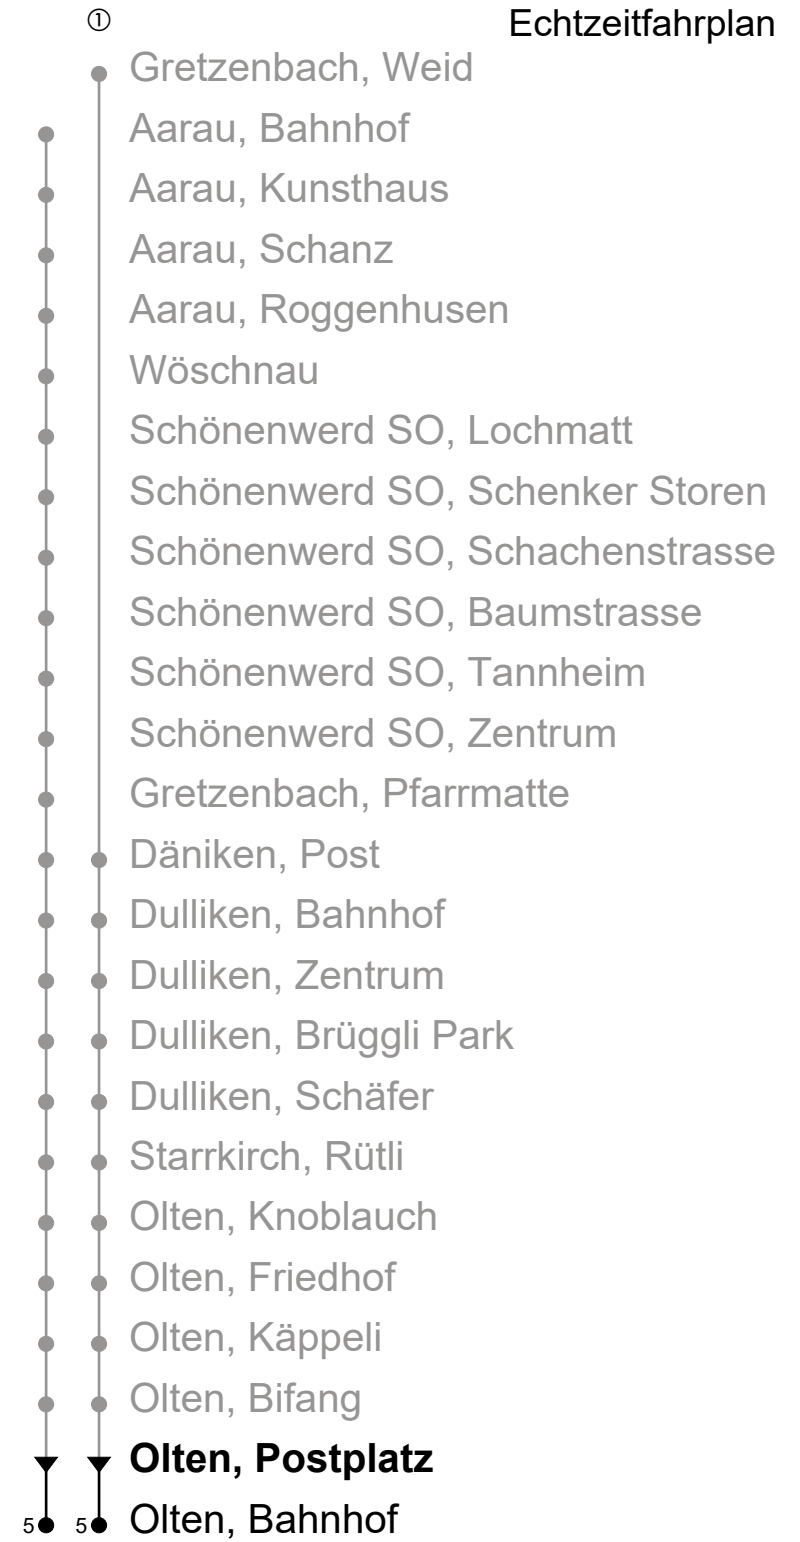 ① Echtzeitfahrplan
Gretzenbach, Weid
Aarau, Bahnhof
Aarau, Kunsthaus
Aarau, Schanz
Aarau, Roggenhusen
Wöschnau
Schönenwerd SO, Lochmatt
Schönenwerd SO, Schenker Storen
Schönenwerd SO, Schachenstrasse
Schönenwerd SO, Baumstrasse
Schönenwerd SO, Tannheim
Schönenwerd SO, Zentrum
Gretzenbach, Pfarrmatte
Däniken, Post
Dulliken, Bahnhof
Dulliken, Zentrum
Dulliken, Brüggli Park
Dulliken, Schäfer
Starrkirch, Rütli
Olten, Knoblauch
Olten, Friedhof
Olten, Käppeli
Olten, Bifang
Olten, Postplatz
5 5 Olten, Bahnhof